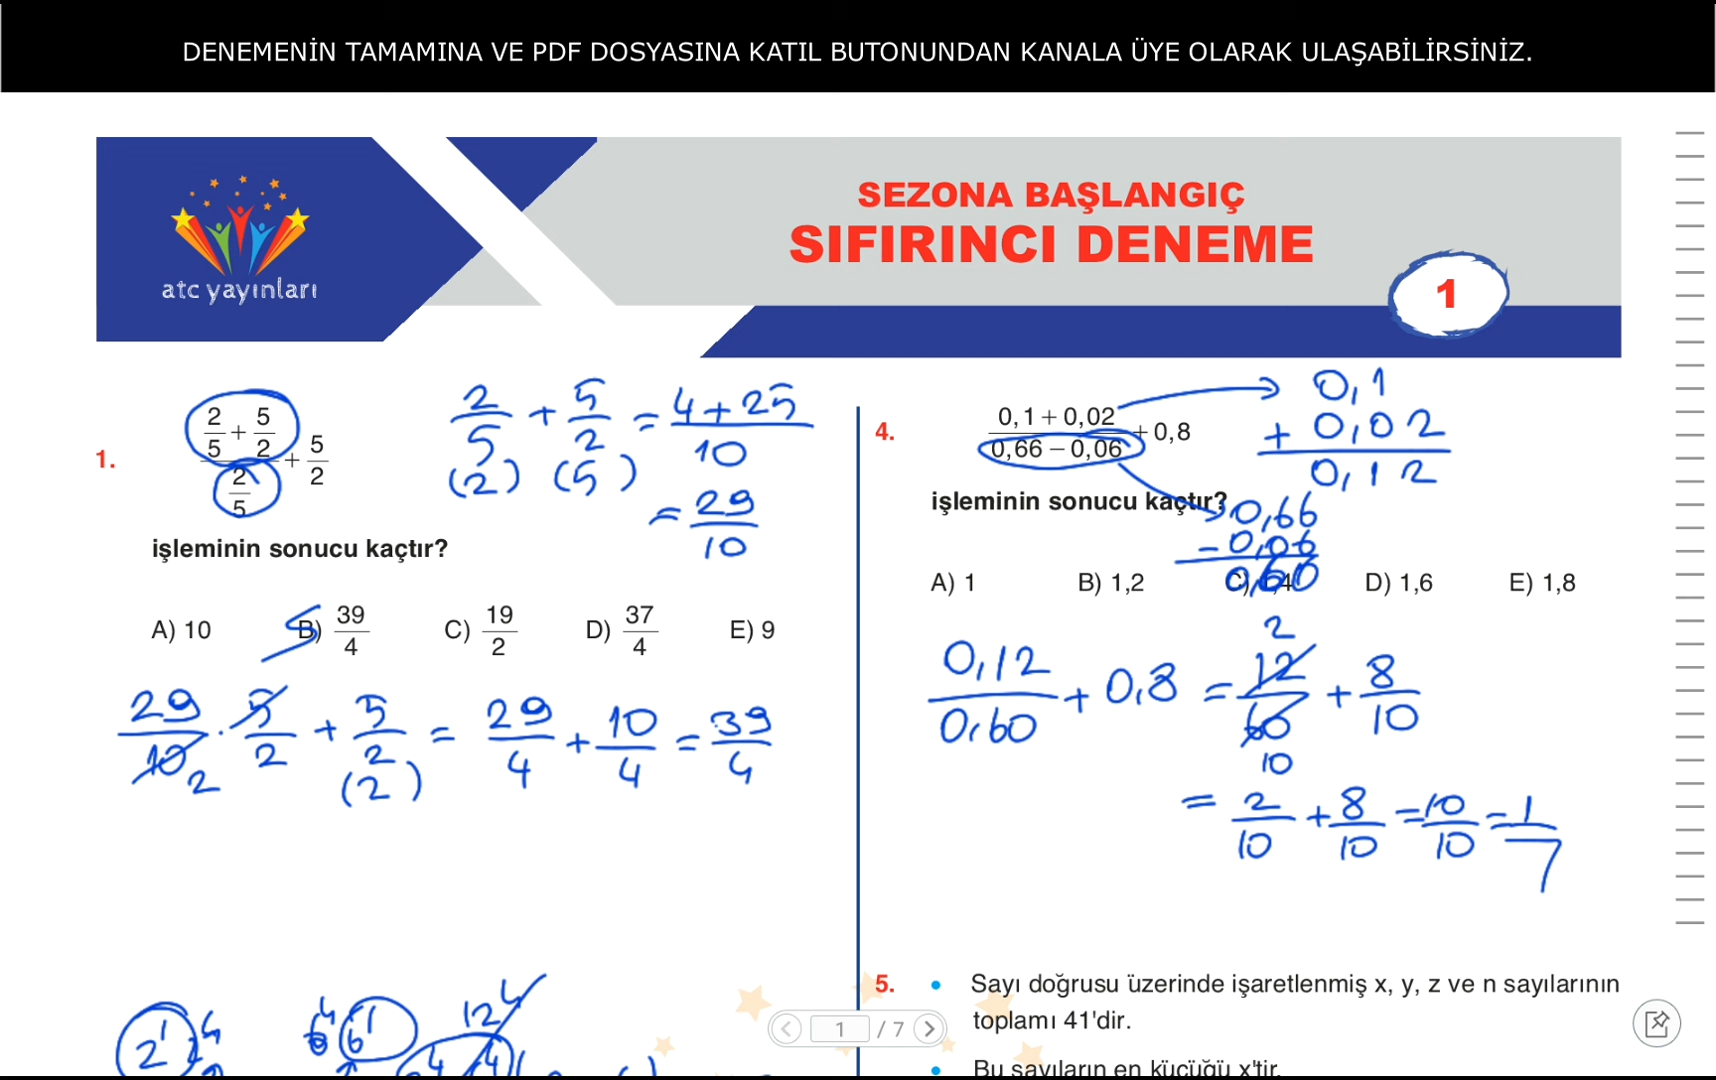 DENEMENİN TAMAMINA VE PDF DOSYASINA KATIL BUTONUNDAN KANALA ÜYE OLARAK ULAŞABİLİRSİNİZ.
atc yayınları
SEZONA BAŞLANGIÇ
SIFIRINCI DENEME
1
1. (2/5 + 5/2) / (2/5) + 5/2
işleminin sonucu kaçtır?
A) 10 B) 39/4 C) 19/2 D) 37/4 E) 9
2/5 + 5/2 = 4+25/10
(2) (5)
= 29/10
29/10 2 . 5/2 + 5/2 = 29/4 + 10/4 = 39/4
(2)
4. (0,1 + 0,02) / (0,66 – 0,06) + 0,8
işleminin sonucu kaçtır?
A) 1 B) 1,2 C) D) 1,6 E) 1,8
0,1
+ 0,02
0,12
0,66
- 0,06
0,60
0,12/0,60 + 0,8 = 12/60 + 8/10
2
10
= 2/10 + 8/10 = 10/10 = 1
5. • Sayı doğrusu üzerinde işaretlenmiş x, y, z ve n sayılarının
toplamı 41'dir.
• Bu sayıların en küçüğü x'tir.
1 / 7